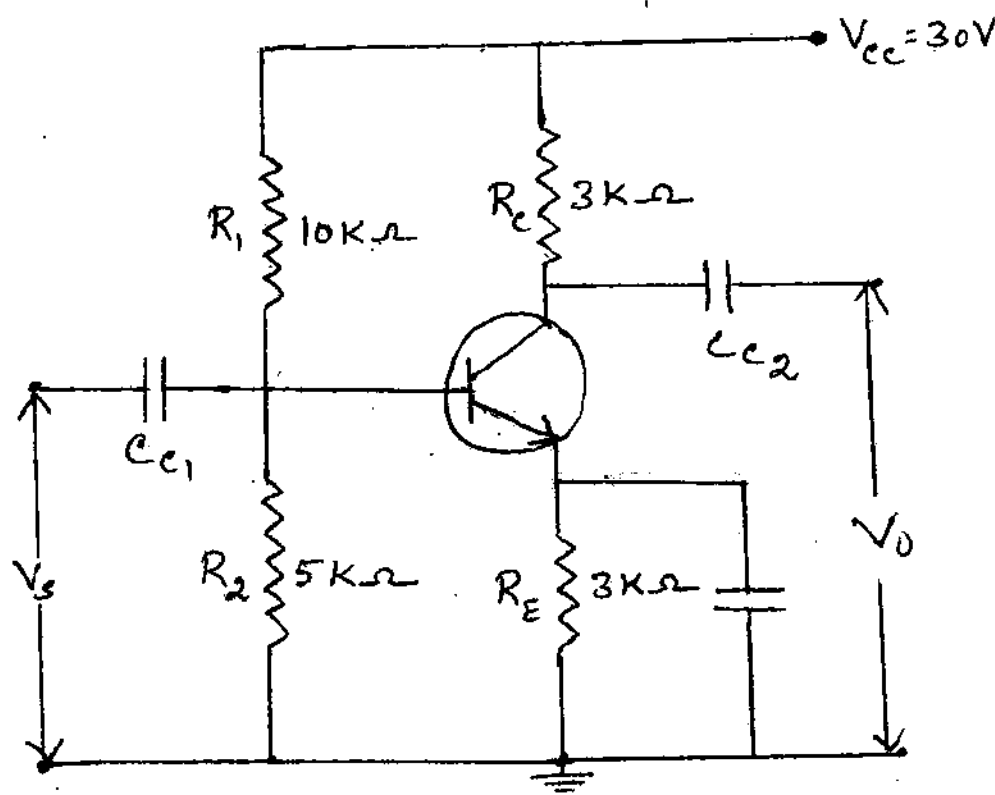 Vcc = 30V
R1 10KΩ
Rc 3KΩ
Cc2
Cc1
Vs
R2 5KΩ
RE 3KΩ
Vo